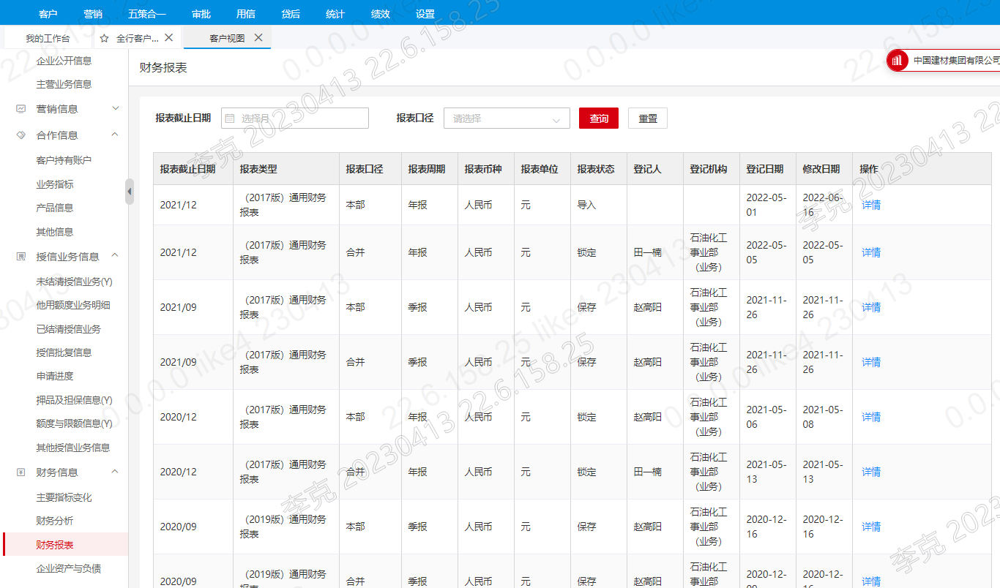 客户 营销 五策合一 审批 用信 贷后 统计 绩效 设置
我的工作台 全行客户... 客户视图
企业公开信息
主营业务信息
营销信息
合作信息
客户持有账户
业务指标
产品信息
其他信息
授信业务信息
未结清授信业务(Y)
他用额度业务明细
已结清授信业务
授信批复信息
申请进度
押品及担保信息(Y)
额度与限额信息(Y)
其他授信业务信息
财务信息
主要指标变化
财务分析
财务报表
企业资产与负债
财务报表
中国建材集团有限公司
报表截止日期 选择月 报表口径 请选择 查询 重置
报表截止日期 报表类型 报表口径 报表周期 报表币种 报表单位 报表状态 登记人 登记机构 登记日期 修改日期 操作
2021/12 （2017版）通用财务报表 本部 年报 人民币 元 导入 2022-05-01 2022-06-16 详情
2021/12 （2017版）通用财务报表 合并 年报 人民币 元 锁定 田一楠 石油化工事业部（业务） 2022-05-05 2022-05-05 详情
2021/09 （2017版）通用财务报表 本部 季报 人民币 元 保存 赵高阳 石油化工事业部（业务） 2021-11-26 2021-11-26 详情
2021/09 （2017版）通用财务报表 合并 季报 人民币 元 保存 赵高阳 石油化工事业部（业务） 2021-11-26 2021-11-26 详情
2020/12 （2017版）通用财务报表 本部 年报 人民币 元 锁定 赵高阳 石油化工事业部（业务） 2021-05-06 2021-05-08 详情
2020/12 （2017版）通用财务报表 合并 年报 人民币 元 锁定 田一楠 石油化工事业部（业务） 2021-05-13 2021-05-13 详情
2020/09 （2019版）通用财务报表 本部 季报 人民币 元 保存 赵高阳 石油化工事业部（业务） 2020-12-16 2020-12-16 详情
2020/09 （2019版）通用财务报表 合并 季报 人民币 元 保存 赵高阳 石油化工事业部 2020-12- 2020-12- 详情
李克 20230413 22.6.158.25
0.0.0.0 like4 230413
22.6.158.25 like4 230413
李克 20230413 22.6.158.25